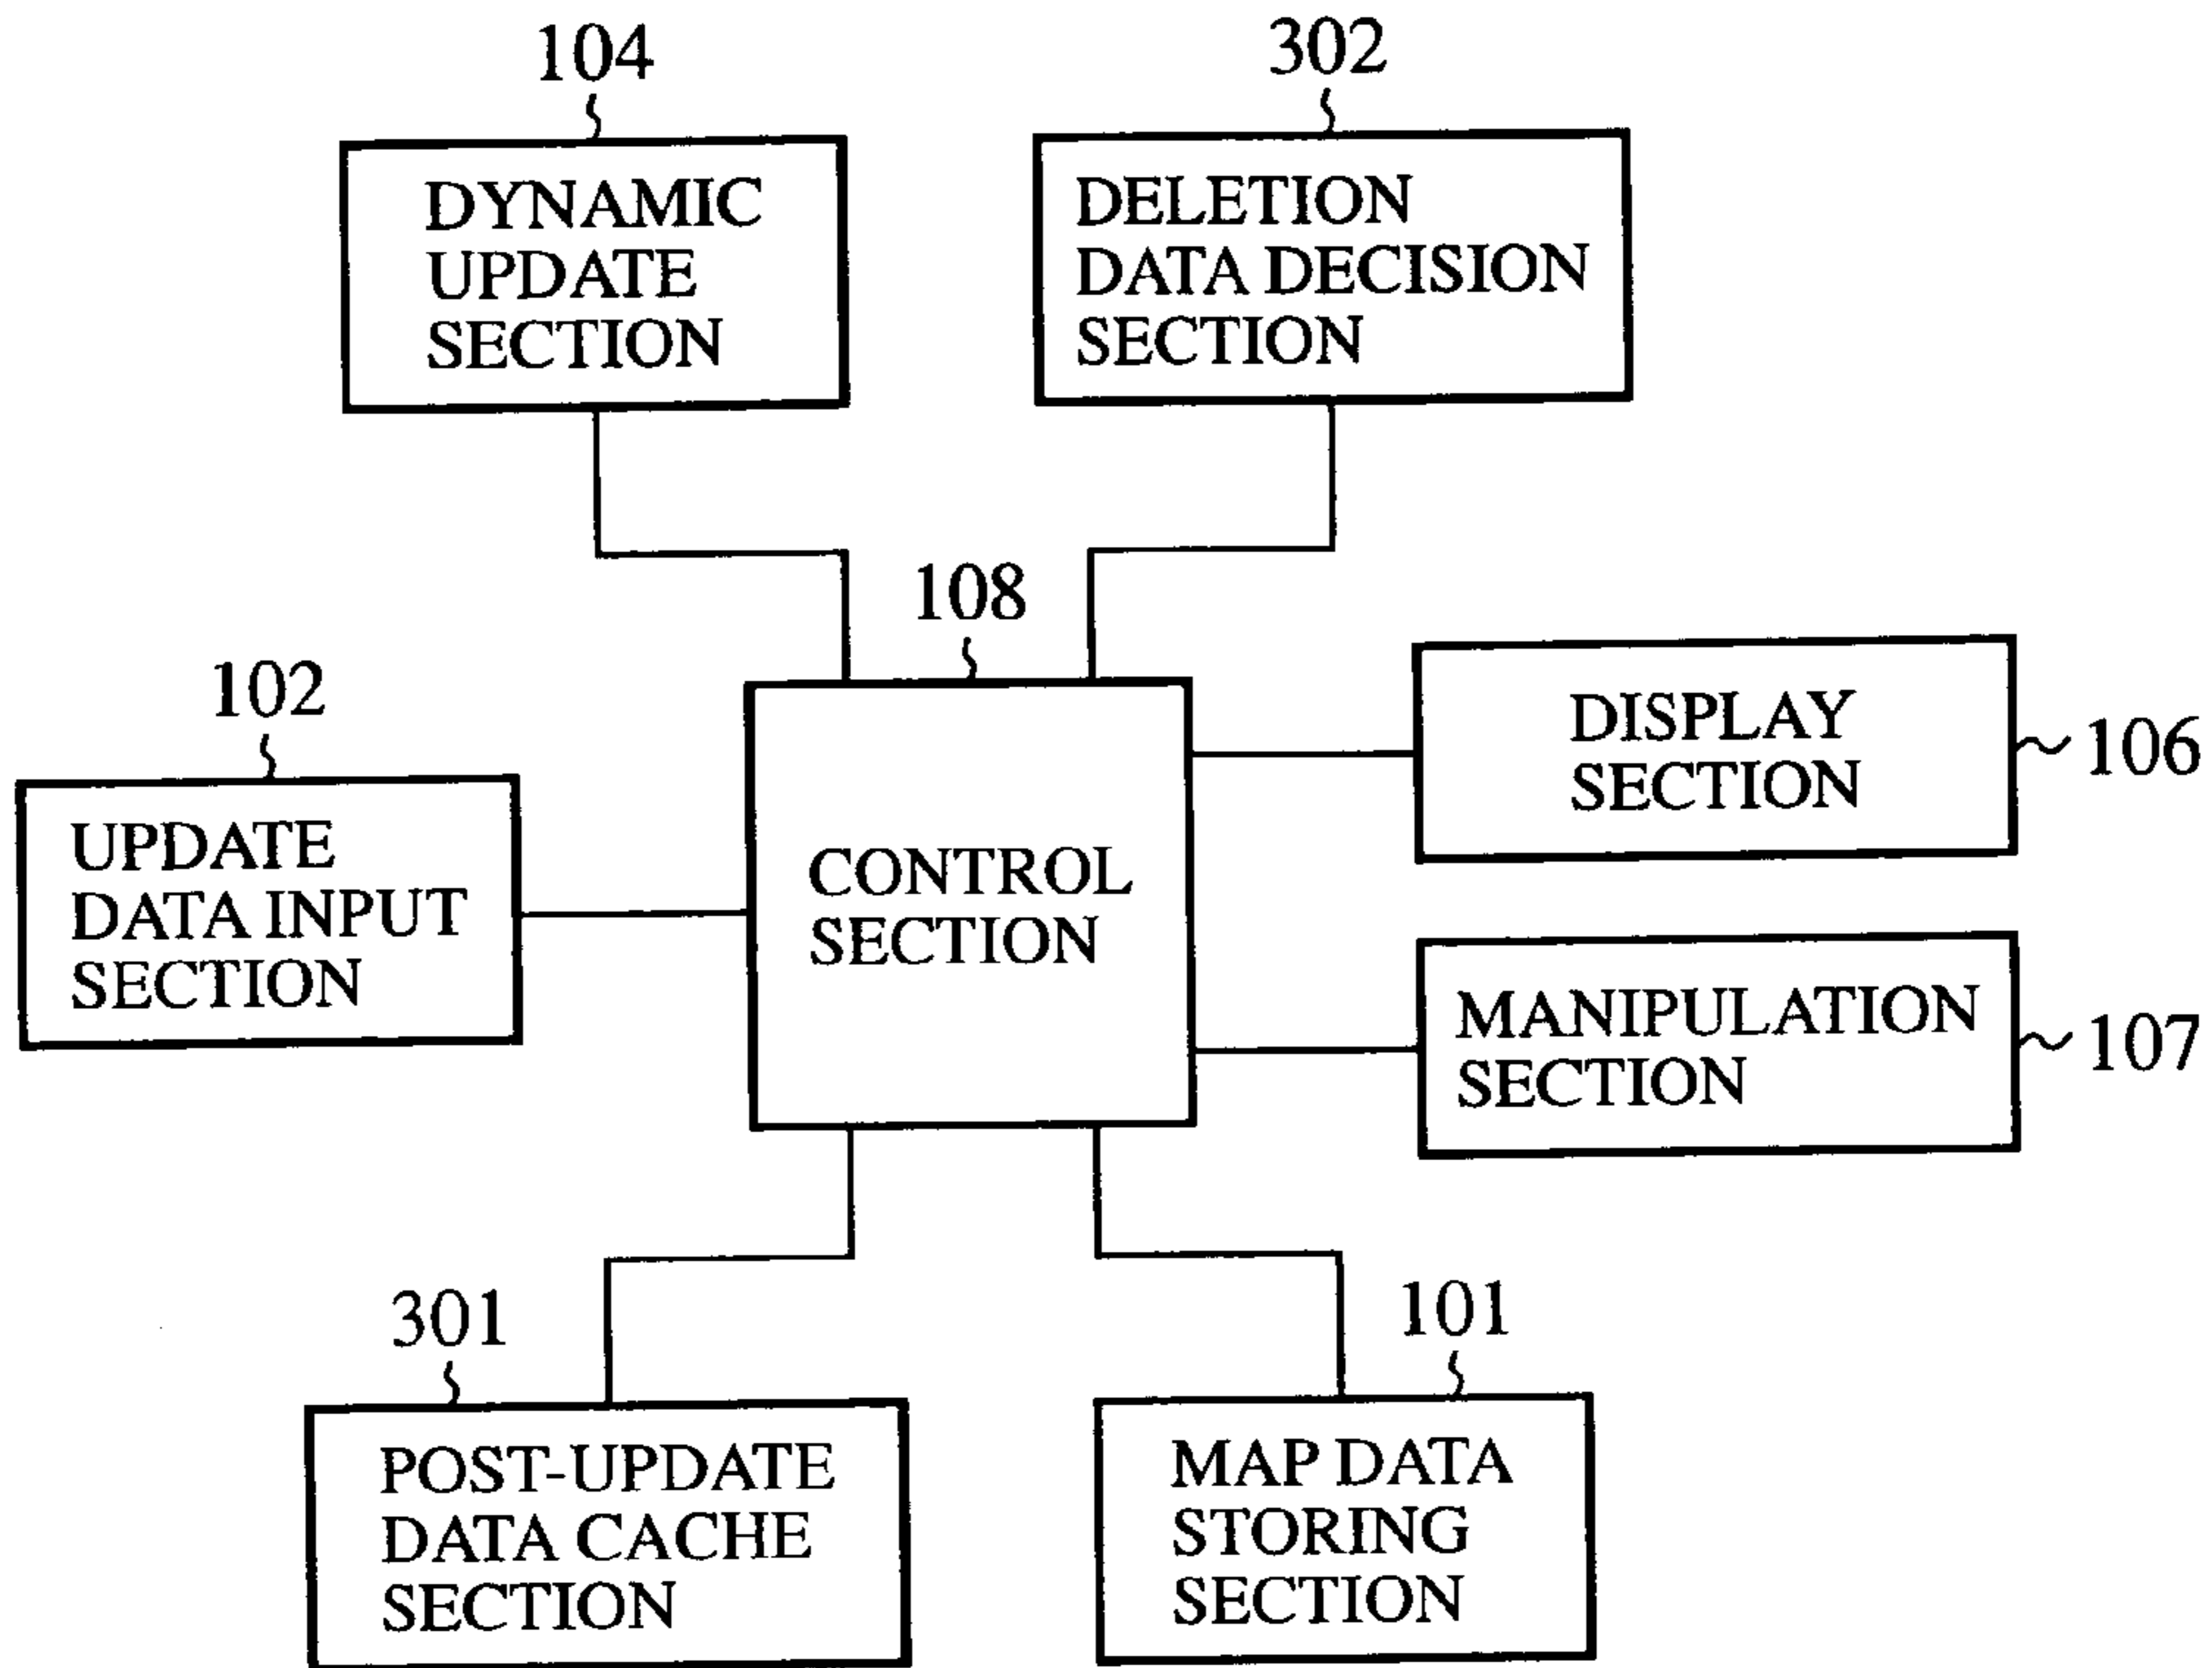 104
DYNAMIC
UPDATE
SECTION
302
DELETION
DATA DECISION
SECTION
102
UPDATE
DATA INPUT
SECTION
108
CONTROL
SECTION
DISPLAY
SECTION
106
MANIPULATION
SECTION
107
301
POST-UPDATE
DATA CACHE
SECTION
101
MAP DATA
STORING
SECTION